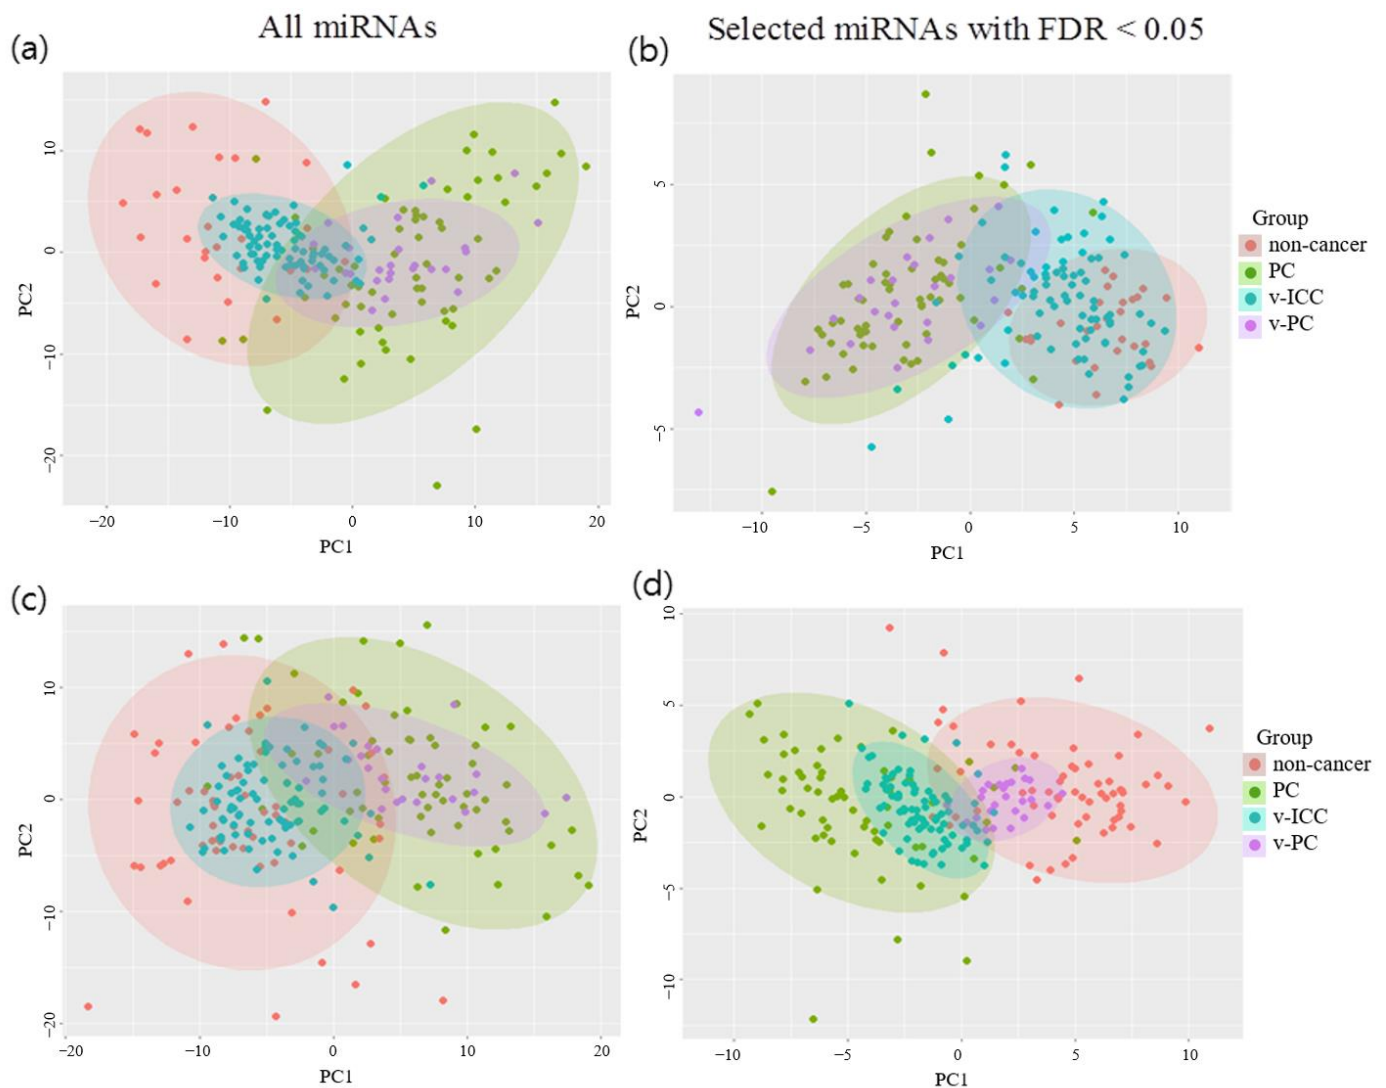 All miRNAs
Selected miRNAs with FDR < 0.05
(a)
(b)
10
0
−10
−20
PC2
−20
−10
0
10
20
PC1
5
0
−5
PC2
−10
−5
0
5
10
PC1
Group
non-cancer
PC
v-ICC
v-PC
(c)
(d)
10
0
−10
−20
PC2
−20
−10
0
10
20
PC1
10
5
0
−5
−10
PC2
−10
−5
0
5
10
PC1
Group
non-cancer
PC
v-ICC
v-PC